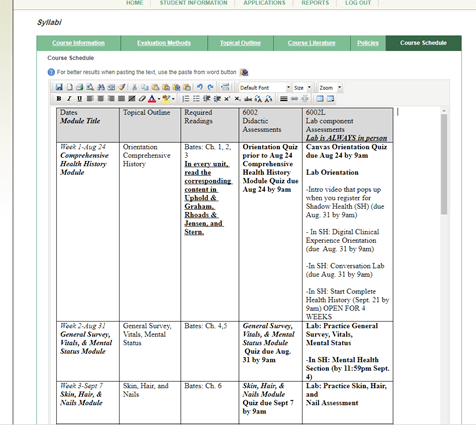 HOME STUDENT INFORMATION APPLICATIONS REPORTS LOG OUT
Syllabi
Course Information Evaluation Methods Topical Outline Course Literature Policies Course Schedule
Course Schedule
For better results when pasting the text, use the paste from word button
Default Font Size Zoom
B I U
Dates
Module Title
Topical Outline
Required
Readings
6002
Didactic
Assessments
6002L
Lab component
Assessments
Lab is ALWAYS in person
Week 1-Aug 24
Comprehensive
Health History
Module
Orientation
Comprehensive
History
Bates: Ch. 1, 2,
3
In every unit,
read the
corresponding
content in
Uphold &
Graham,
Rhoads &
Jensen, and
Stern.
Orientation Quiz
prior to Aug 24
Comprehensive
Health History
Module Quiz due
Aug 24 by 9am
Canvas Orientation Quiz
due Aug 24 by 9am
Lab Orientation
-Intro video that pops up
when you register for
Shadow Health (SH) (due
Aug. 31 by 9am)
- In SH: Digital Clinical
Experience Orientation
(due Aug. 31 by 9am)
-In SH: Conversation Lab
(due Aug. 31 by 9am)
-In SH: Start Complete
Health History (Sept. 21 by
9am) OPEN FOR 4
WEEKS
Week 2-Aug 31
General Survey,
Vitals, & Mental
Status Module
General Survey,
Vitals, Mental
Status
Bates: Ch. 4,5
General Survey,
Vitals, & Mental
Status Module
Quiz due Aug.
31 by 9am
Lab: Practice General
Survey, Vitals,
Mental Status
-In SH: Mental Health
Section (by 11:59pm Sept.
4)
Week 3-Sept 7
Skin, Hair, &
Nails Module
Skin, Hair, and
Nails
Bates: Ch. 6
Skin, Hair, &
Nails Module
Quiz due Sept 7
by 9am
Lab: Practice Skin, Hair,
and
Nail Assessment